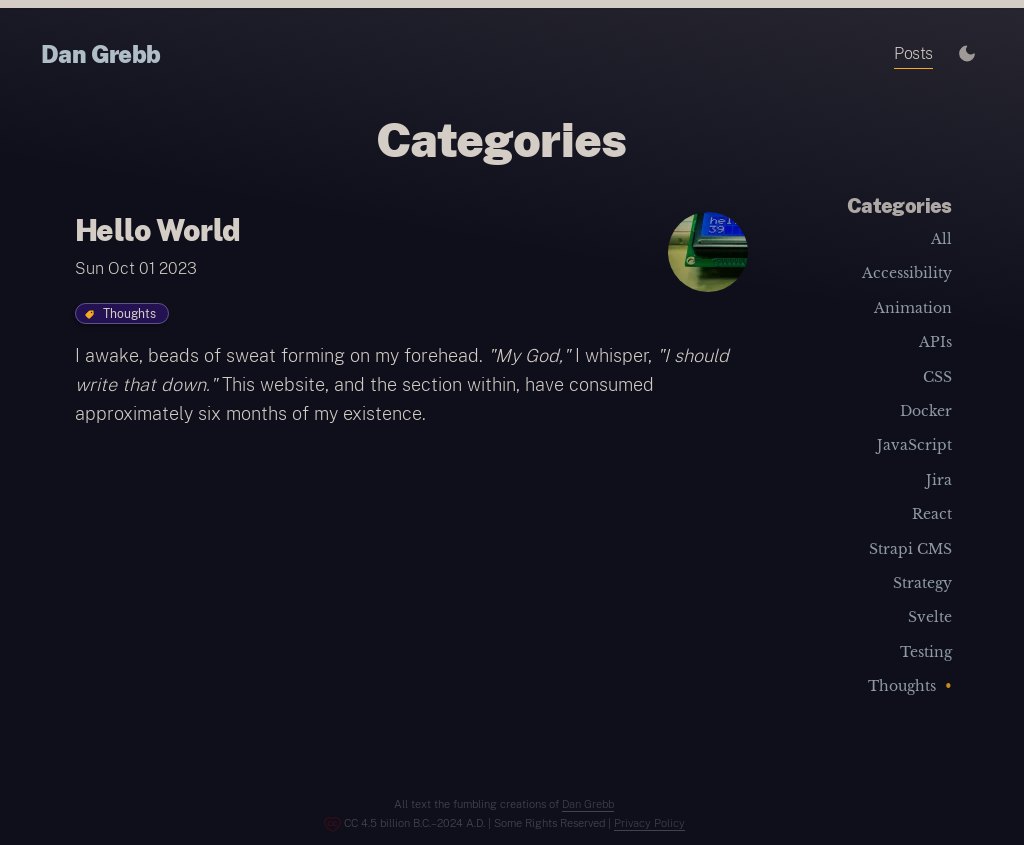 Dan Grebb
Posts
Categories
Hello World
Sun Oct 01 2023
Thoughts
I awake, beads of sweat forming on my forehead. "My God," I whisper, "I should
write that down." This website, and the section within, have consumed
approximately six months of my existence.
Categories
All
Accessibility
Animation
APIs
CSS
Docker
JavaScript
Jira
React
Strapi CMS
Strategy
Svelte
Testing
Thoughts •
All text the fumbling creations of Dan Grebb
CC 4.5 billion B.C.–2024 A.D. | Some Rights Reserved | Privacy Policy